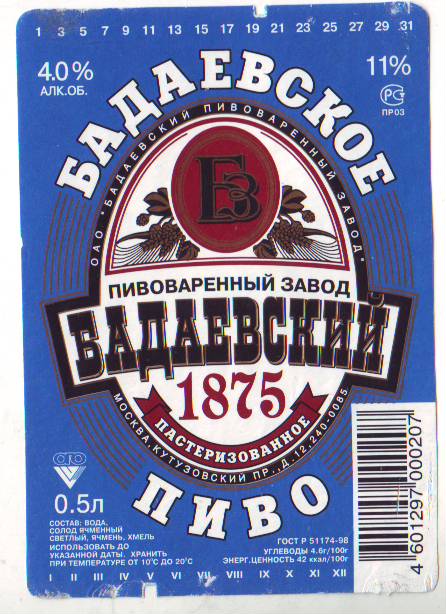 1 3 5 7 9 11 13 15 17 19 21 23 25 27 29 31
4.0%
АЛК.ОБ.
11%
РС
ПР03
БАДАЕВСКОЕ
ОАО "БАДАЕВСКИЙ ПИВОВАРЕННЫЙ ЗАВОД"
БЗ
ПИВОВАРЕННЫЙ ЗАВОД
БАДАЕВСКИЙ
1875
ПАСТЕРИЗОВАННОЕ
МОСКВА, КУТУЗОВСКИЙ ПР., Д.12, 240-0085
ПИВО
0.5л
СОСТАВ: ВОДА,
СОЛОД ЯЧМЕННЫЙ
СВЕТЛЫЙ, ЯЧМЕНЬ, ХМЕЛЬ
ИСПОЛЬЗОВАТЬ ДО
УКАЗАННОЙ ДАТЫ. ХРАНИТЬ
ПРИ ТЕМПЕРАТУРЕ ОТ 10°С ДО 20°С
ГОСТ Р 51174-98
УГЛЕВОДЫ 4.6г/100г
ЭНЕРГ.ЦЕННОСТЬ 42 ккал/100г
4 601297 000207
I II III IV V VI VII VIII IX X XI XII